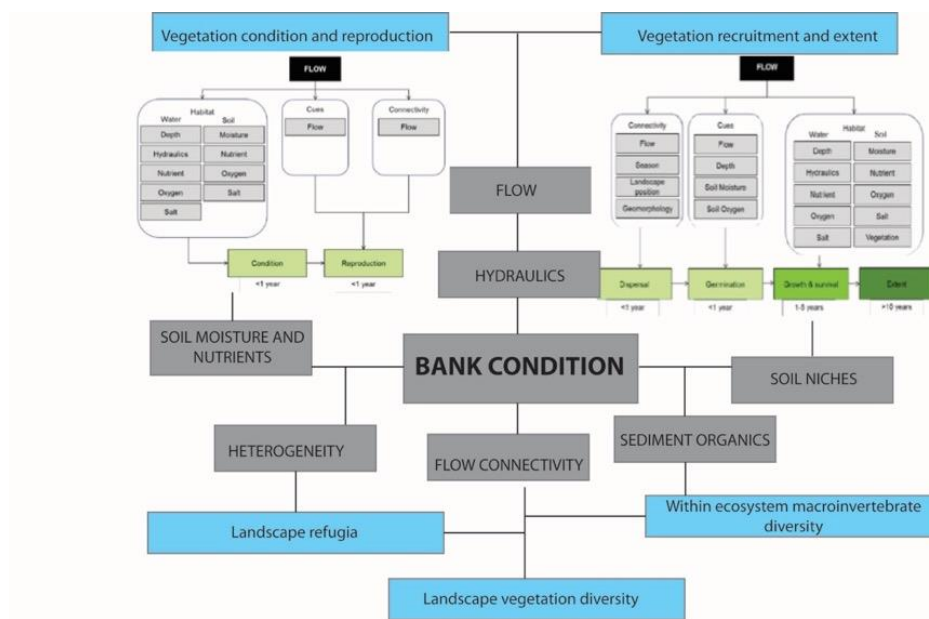 Vegetation condition and reproduction
Vegetation recruitment and extent
FLOW
Habitat
Water
Soil
Depth
Moisture
Hydraulics
Nutrient
Nutrient
Oxygen
Oxygen
Salt
Salt
Cues
Flow
Connectivity
Flow
Condition
<1 year
Reproduction
<1 year
FLOW
Connectivity
Flow
Season
Landscape
position
Geomorphology
Cues
Flow
Depth
Soil Moisture
Soil Oxygen
Habitat
Water
Soil
Depth
Moisture
Hydraulics
Nutrient
Nutrient
Oxygen
Oxygen
Salt
Salt
Vegetation
Dispersal
<1 year
Germination
<1 year
Growth & survival
Extent
>10 years
FLOW
HYDRAULICS
SOIL MOISTURE AND
NUTRIENTS
BANK CONDITION
SOIL NICHES
HETEROGENEITY
FLOW CONNECTIVITY
SEDIMENT ORGANICS
Landscape refugia
Within ecosystem macroinvertebrate
diversity
Landscape vegetation diversity